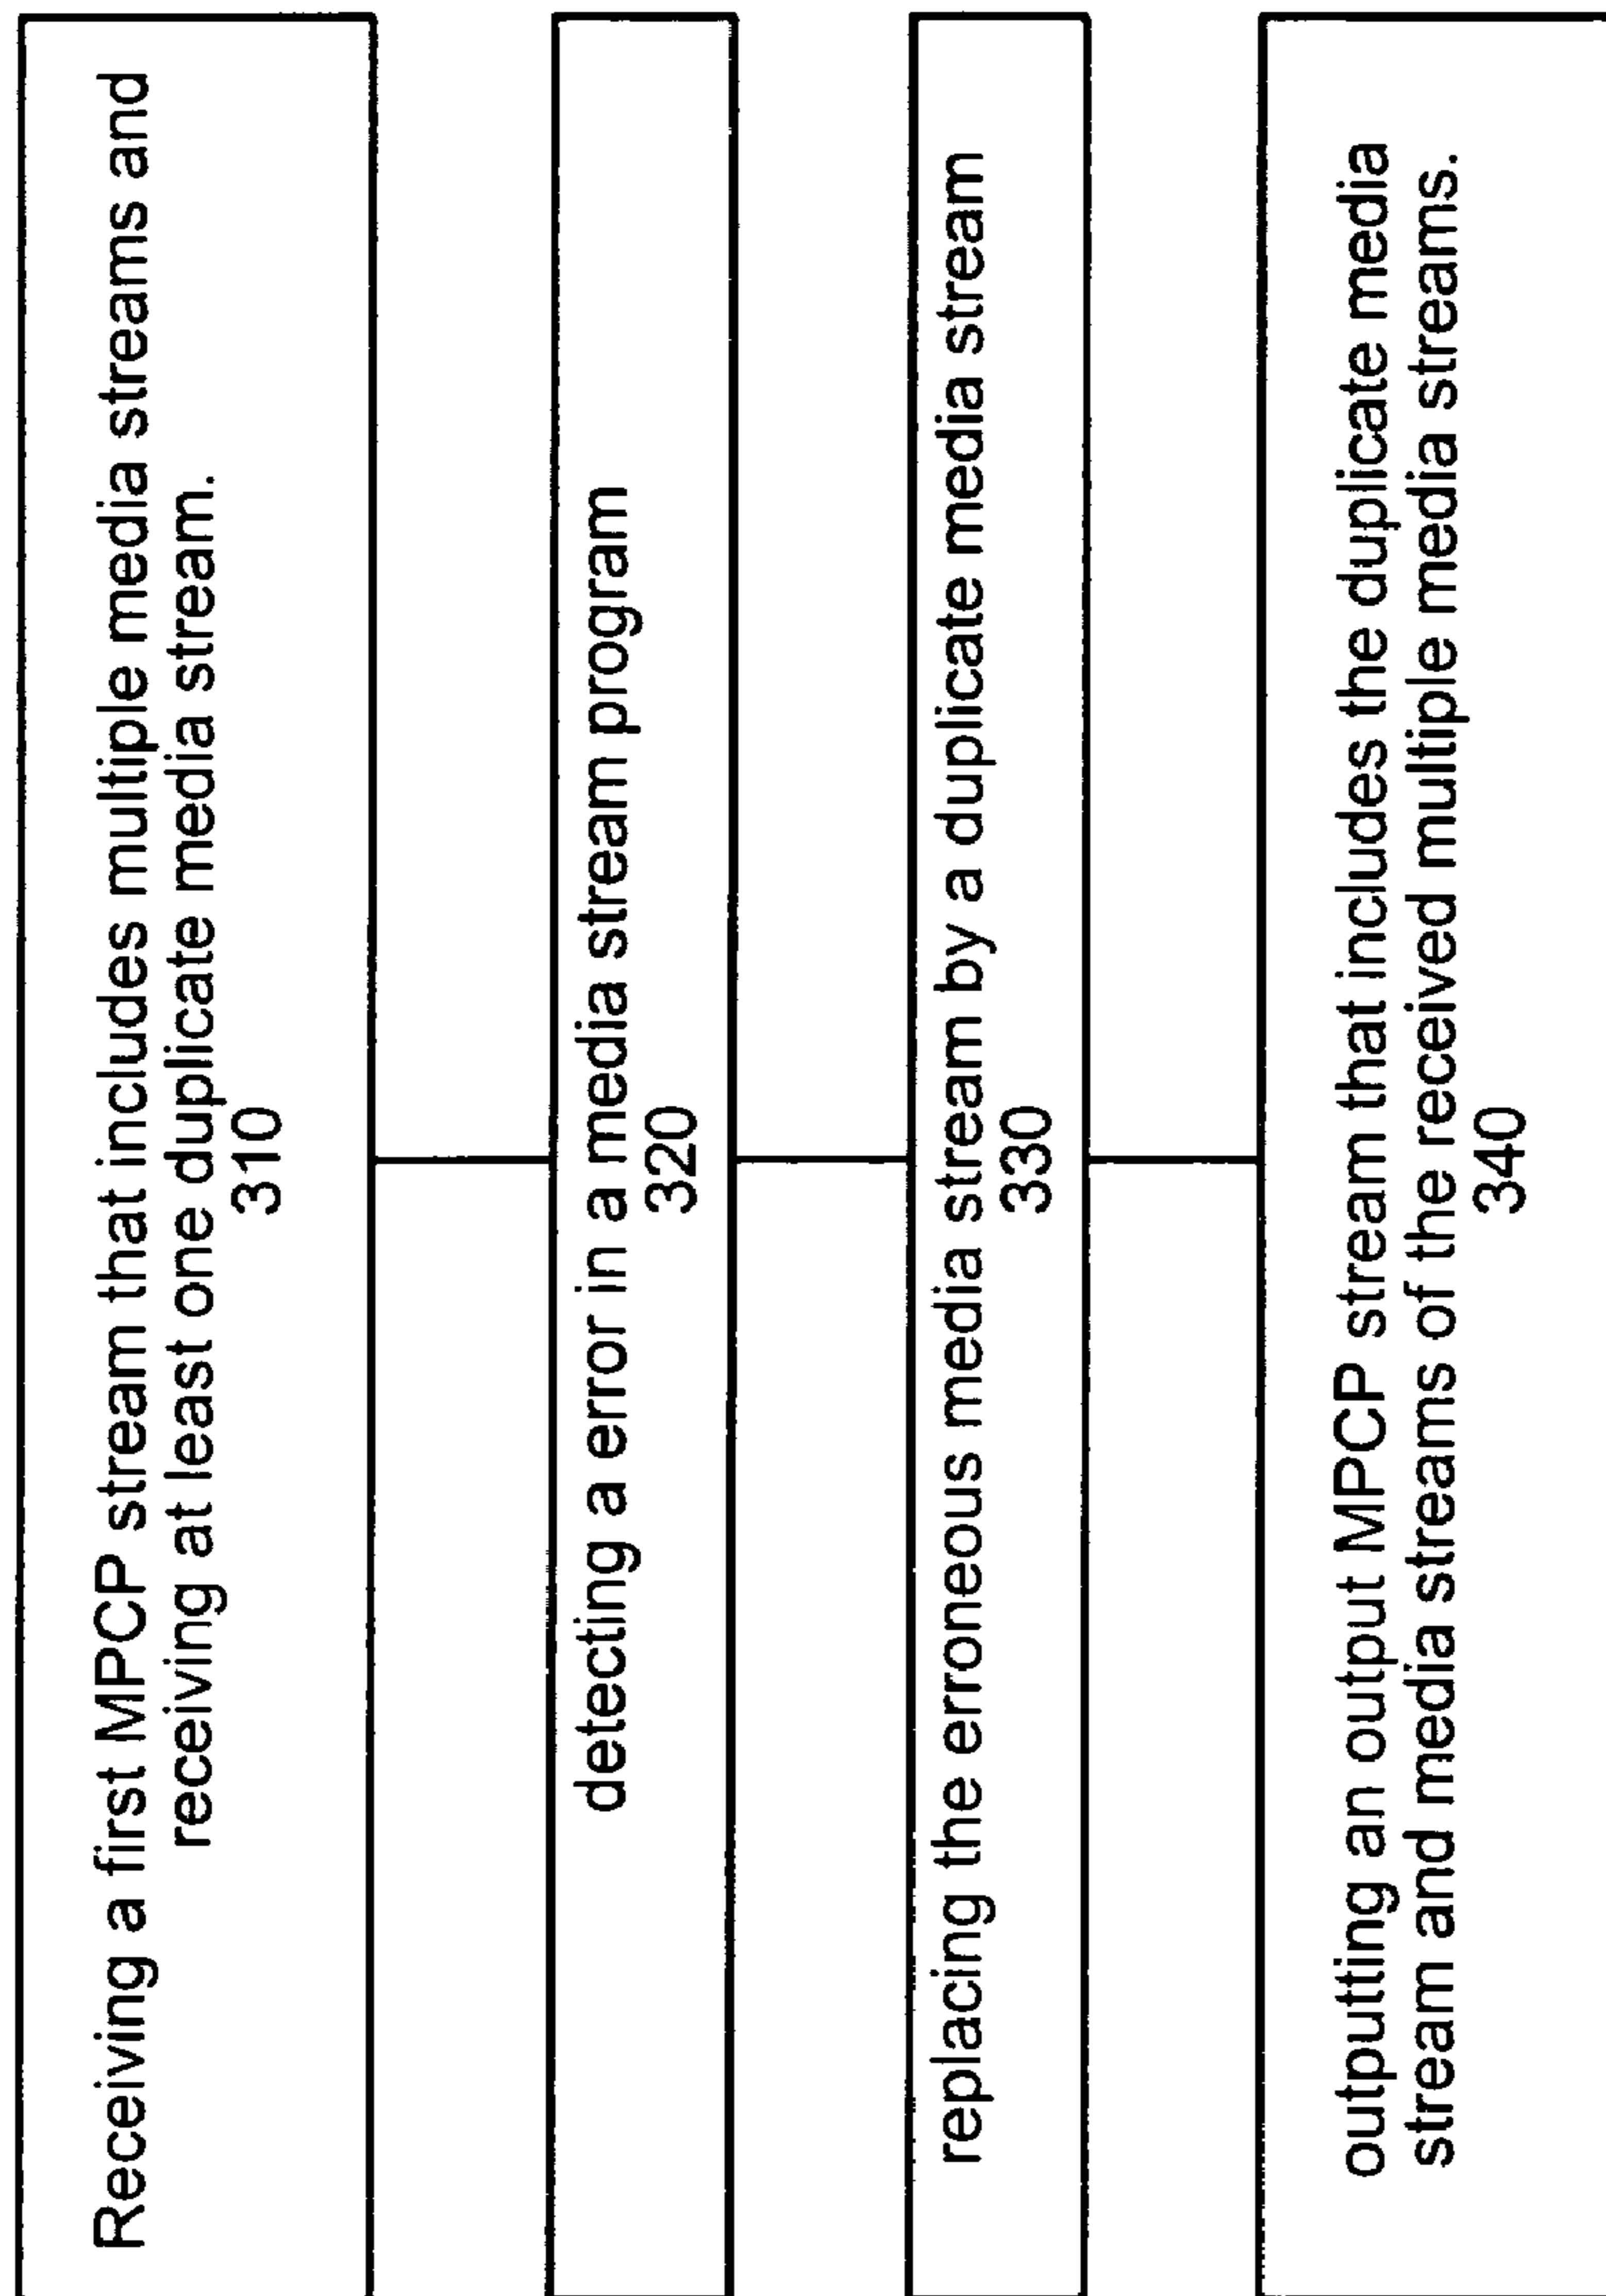 Receiving a first MPCP stream that includes multiple media streams and
receiving at least one duplicate media stream.
310
detecting a error in a media stream program
320
replacing the erroneous media stream by a duplicate media stream
330
outputting an output MPCP stream that includes the duplicate media
stream and media streams of the received multiple media streams.
340